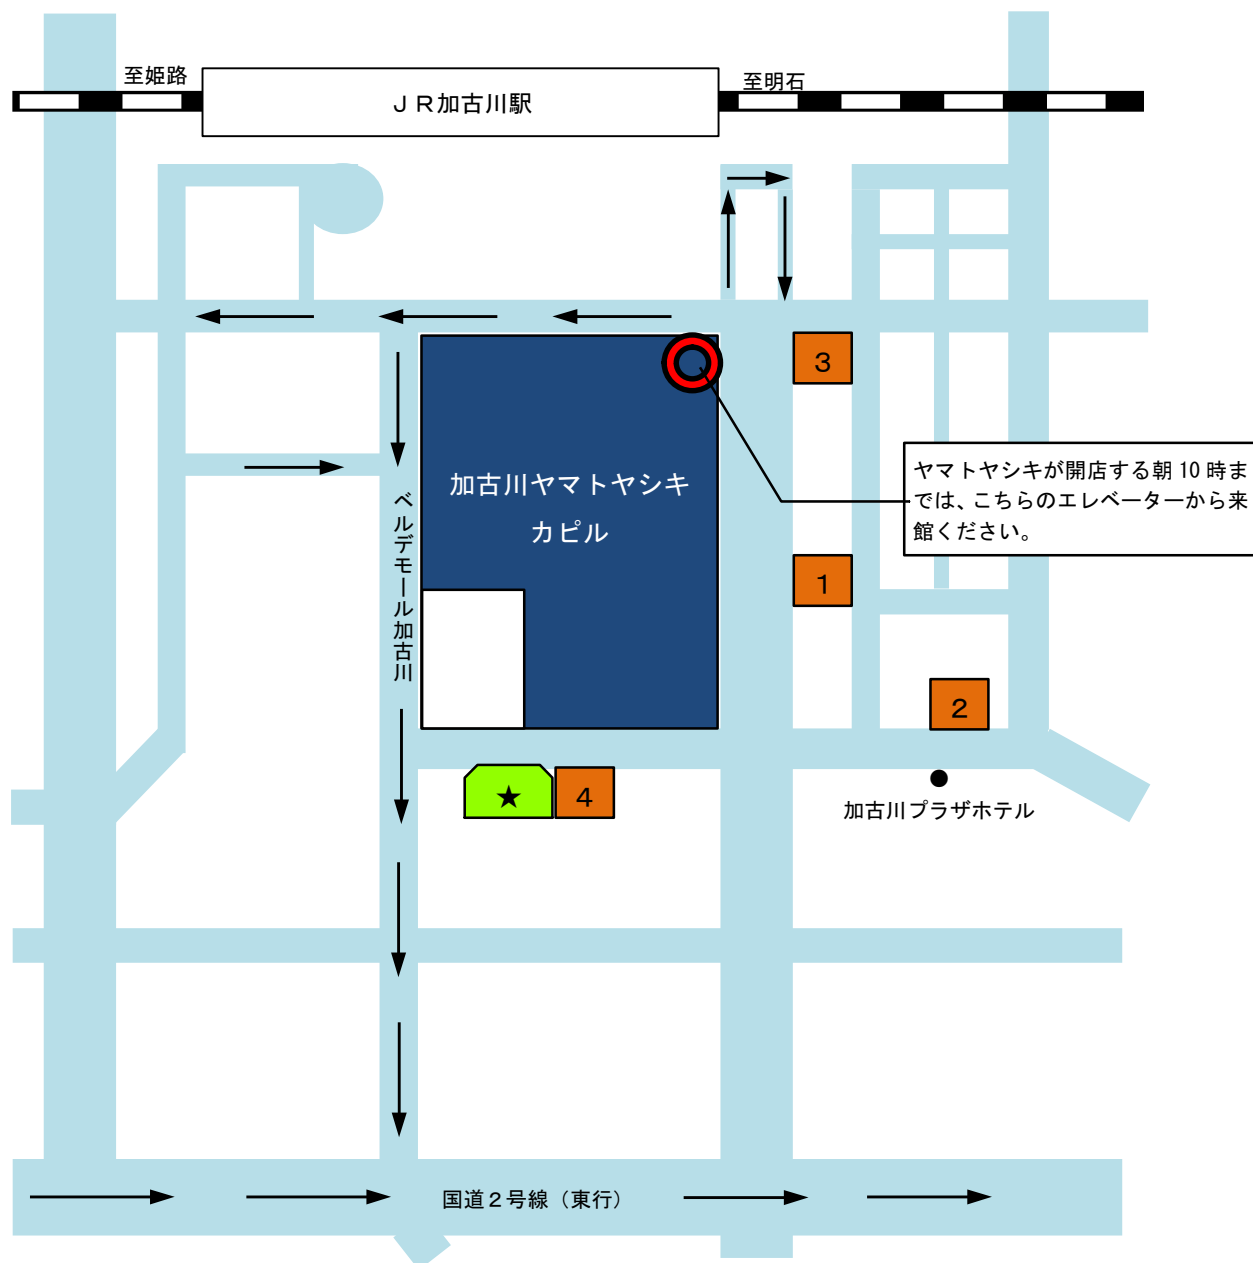 至姫路
ＪＲ加古川駅
至明石
3
ヤマトヤシキが開店する朝 10 時ま
では、こちらのエレベーターから来
館ください。
加古川ヤマトヤシキ
カピル
ベルデモール加古川
1
2
★
4
加古川プラザホテル
国道２号線（東行）